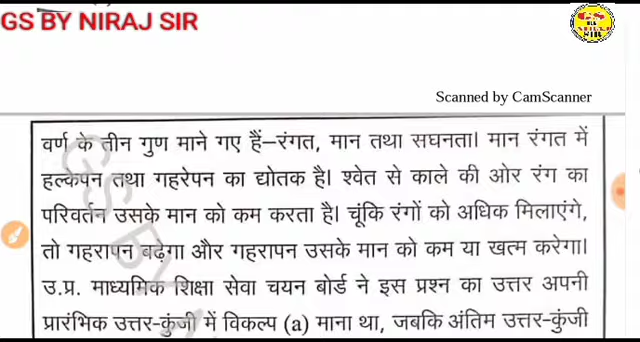 GS BY NIRAJ SIR
Scanned by CamScanner
वर्ण के तीन गुण माने गए हैं–रंगत, मान तथा सघनता। मान रंगत में
हल्केपन तथा गहरेपन का द्योतक है। श्वेत से काले की ओर रंग का
परिवर्तन उसके मान को कम करता है। चूंकि रंगों को अधिक मिलाएंगे,
तो गहरापन बढ़ेगा और गहरापन उसके मान को कम या खत्म करेगा।
उ.प्र. माध्यमिक शिक्षा सेवा चयन बोर्ड ने इस प्रश्न का उत्तर अपनी
प्रारंभिक उत्तर-कुंजी में विकल्प (a) माना था, जबकि अंतिम उत्तर-कुंजी